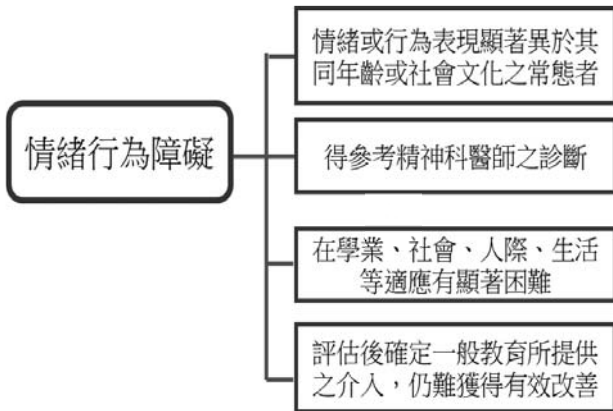 情緒行為障礙
情緒或行為表現顯著異於其
同年齡或社會文化之常態者
得參考精神科醫師之診斷
在學業、社會、人際、生活
等適應有顯著困難
評估後確定一般教育所提供
之介入，仍難獲得有效改善